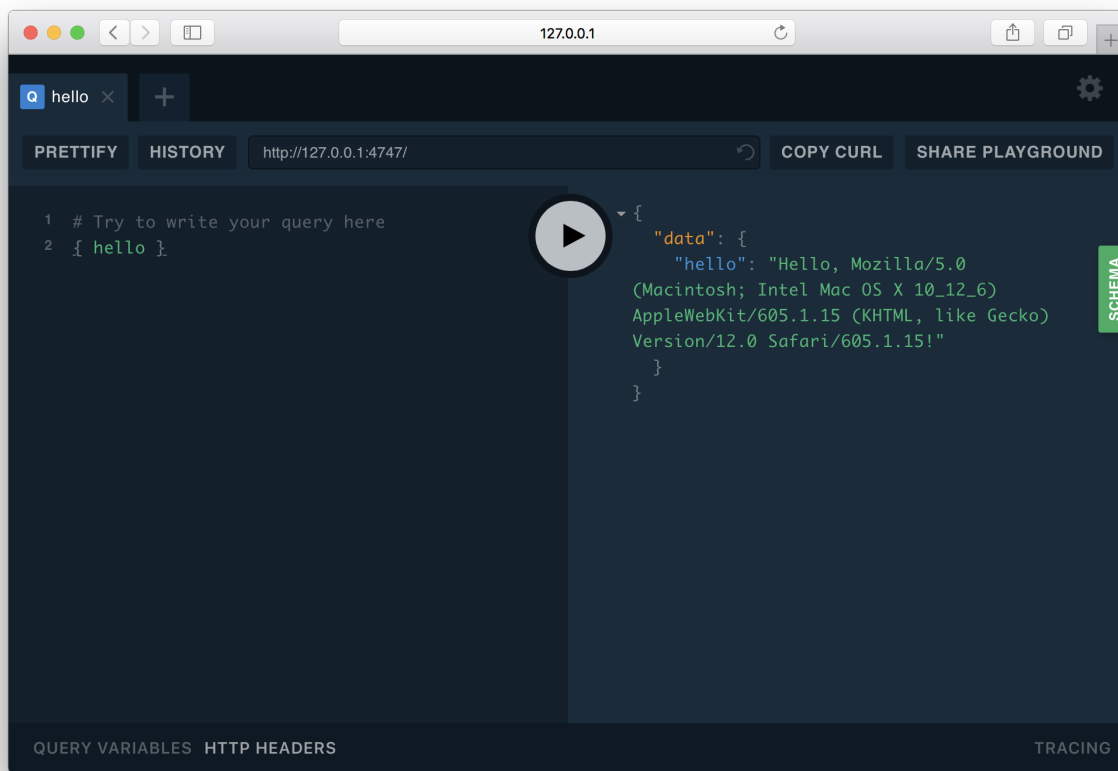 127.0.0.1
Q hello
PRETTIFY HISTORY http://127.0.0.1:4747/ COPY CURL SHARE PLAYGROUND
1 # Try to write your query here
2 { hello }
{
"data": {
"hello": "Hello, Mozilla/5.0
(Macintosh; Intel Mac OS X 10_12_6)
AppleWebKit/605.1.15 (KHTML, like Gecko)
Version/12.0 Safari/605.1.15!"
}
}
SCHEMA
QUERY VARIABLES HTTP HEADERS TRACING